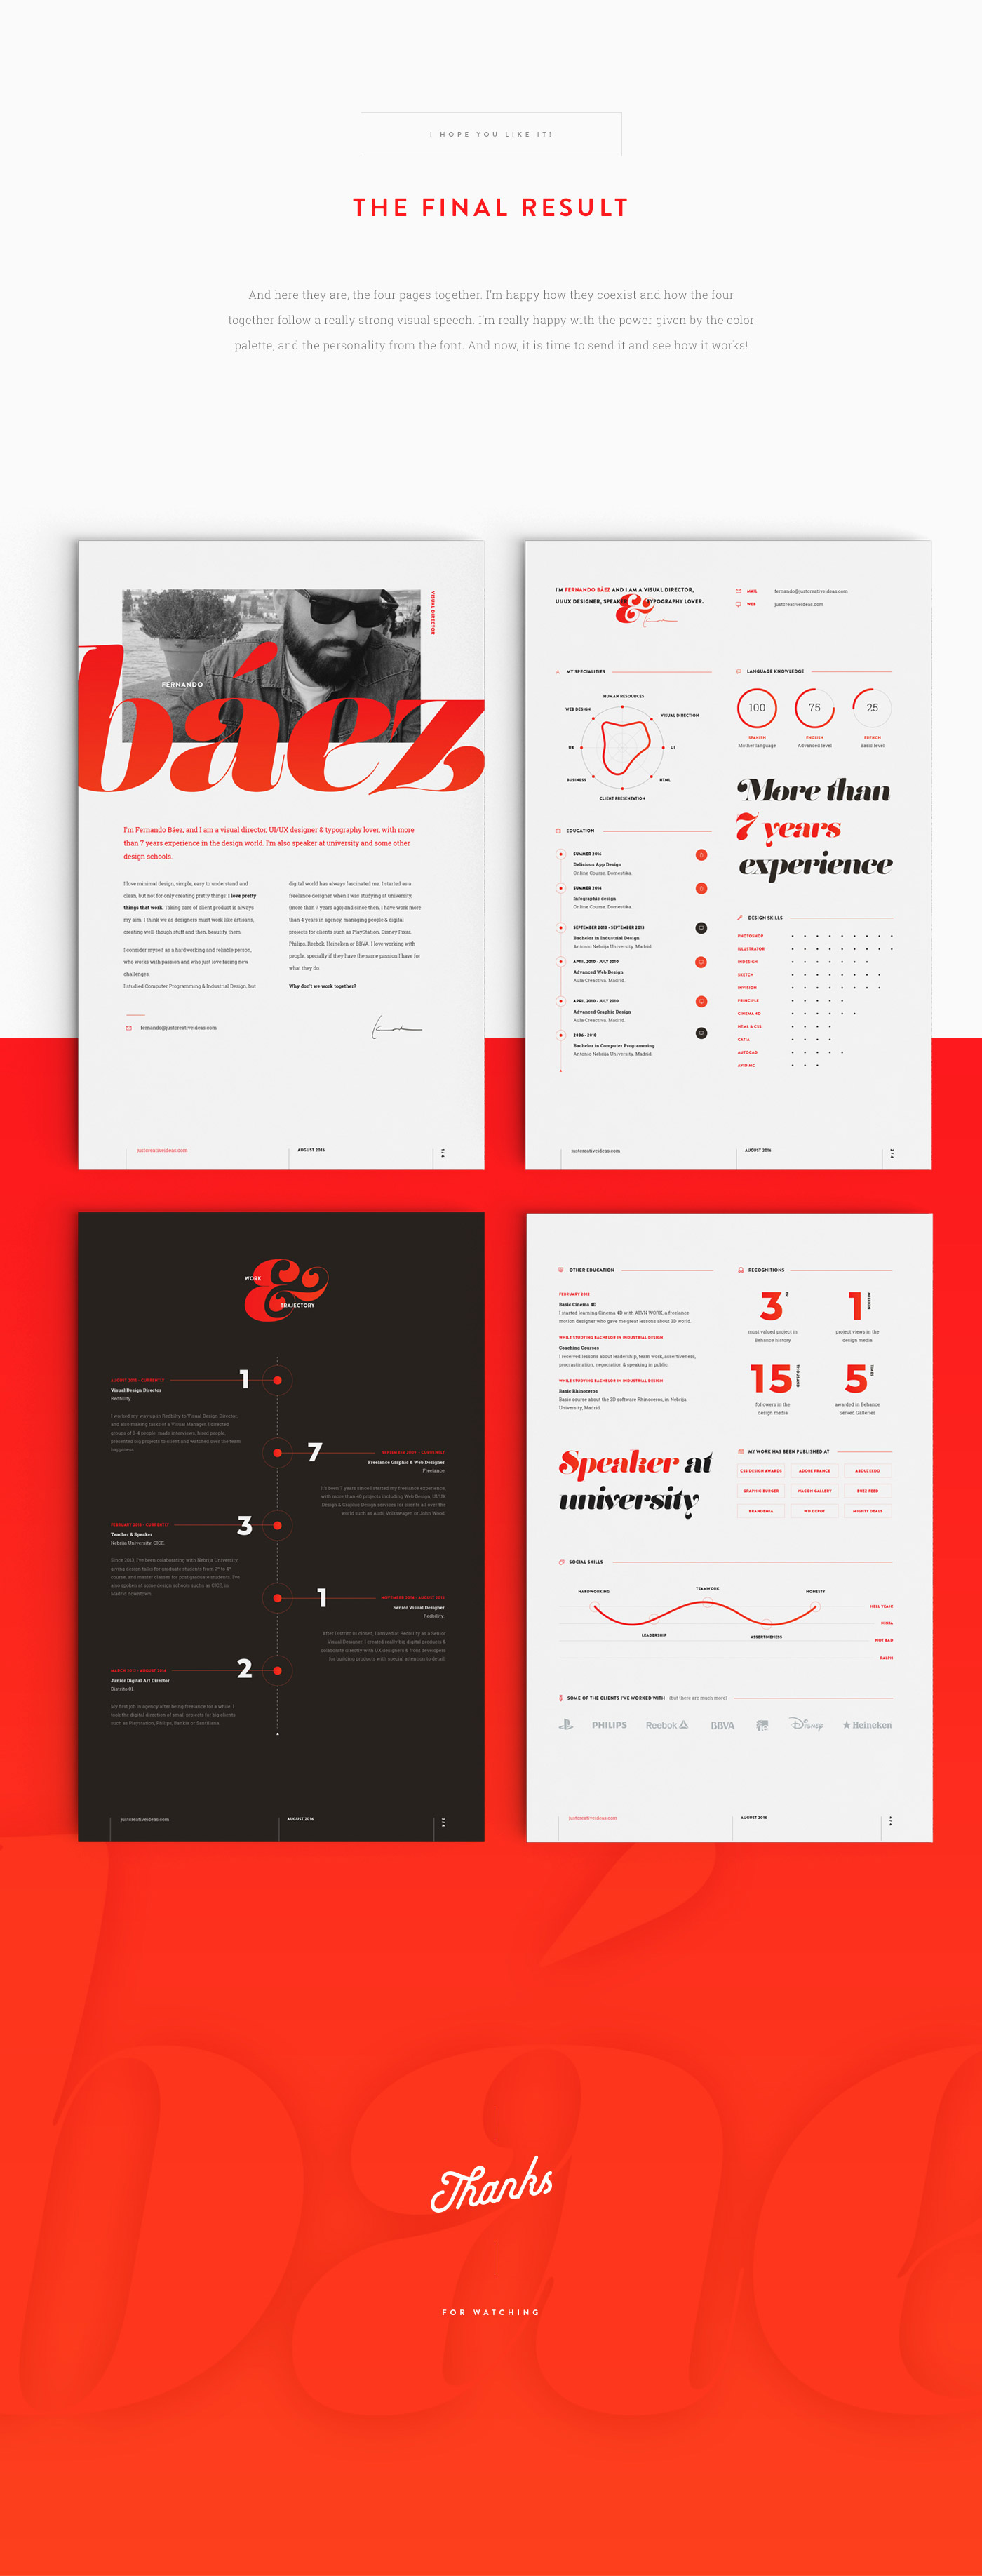 I HOPE YOU LIKE IT!
THE FINAL RESULT
And here they are, the four pages together. I'm happy how they coexist and how the four
together follow a really strong visual speech. I'm really happy with the power given by the color
palette, and the personality from the font. And now, it is time to send it and see how it works!
VISUAL DIRECTOR
FERNANDO
báez
I'm Fernando Báez, and I am a visual director, UI/UX designer & typography lover, with more
than 7 years experience in the design world. I'm also speaker at university and some other
design schools.
I love minimal design, simple, easy to understand and
clean, but not for only creating pretty things. I love pretty
things that work. Taking care of client product is always
my aim. I think we as designers must work like artisans,
creating well-though stuff and then, beautify them.
I consider myself as a hardworking and reliable person,
who works with passion and who just love facing new
challenges.
I studied Computer Programming & Industrial Design, but
digital world has always fascinated me. I started as a
freelance designer when I was studying at university,
(more than 7 years ago) and since then, I have work more
than 4 years in agency, managing people & digital
projects for clients such as PlayStation, Disney Pixar,
Philips, Reebok, Heineken or BBVA. I love working with
people, specially if they have the same passion I have for
what they do.
Why don't we work together?
fernando@justcreativeideas.com
justcreativeideas.com
AUGUST 2016
1/4
I'M FERNANDO BÁEZ AND I AM A VISUAL DIRECTOR,
UI/UX DESIGNER, SPEAKER & TYPOGRAPHY LOVER.
MAIL
fernando@justcreativeideas.com
WEB
justcreativeideas.com
MY SPECIALITIES
HUMAN RESOURCES
WEB DESIGN
VISUAL DIRECTION
UX
UI
BUSINESS
HTML
CLIENT PRESENTATION
LANGUAGE KNOWLEDGE
100
75
25
SPANISH
ENGLISH
FRENCH
Mother language
Advanced level
Basic level
More than
7 years
experience
EDUCATION
SUMMER 2016
Delicious App Design
Online Course. Domestika.
SUMMER 2014
Infographic design
Online Course. Domestika.
SEPTEMBER 2010 - SEPTEMBER 2013
Bachelor in Industrial Design
Antonio Nebrija University. Madrid.
APRIL 2010 - JULY 2010
Advanced Web Design
Aula Creactiva. Madrid.
APRIL 2010 - JULY 2010
Advanced Graphic Design
Aula Creactiva. Madrid.
2006 - 2010
Bachelor in Computer Programming
Antonio Nebrija University. Madrid.
DESIGN SKILLS
PHOTOSHOP
ILLUSTRATOR
INDESIGN
SKETCH
INVISION
PRINCIPLE
CINEMA 4D
HTML & CSS
CATIA
AUTOCAD
AVID MC
justcreativeideas.com
AUGUST 2016
2/4
WORK
&
TRAJECTORY
1
AUGUST 2015 - CURRENTLY
Visual Design Director
Redbility.
I worked my way up in Redbility to Visual Design Director,
and also making tasks of a Visual Manager. I directed
groups of 3-4 people, made interviews, hired people,
presented big projects to client and watched over the team
happiness.
7
SEPTEMBER 2009 - CURRENTLY
Freelance Graphic & Web Designer
Freelance.
It's been 7 years since I started my freelance experience,
with more than 40 projects including Web Design, UI/UX
Design & Graphic Design services for clients all over the
world such as Audi, Volkswagen or John Wood.
3
FEBRUARY 2013 - CURRENTLY
Teacher & Speaker
Nebrija University, CICE.
Since 2013, I've been collaborating with Nebrija University,
giving design talks for graduate students from 2º to 4º
course, and master classes for post graduate students. I've
also spoken at some design schools suchs as CICE, in
Madrid downtown.
1
NOVEMBER 2014 - AUGUST 2015
Senior Visual Designer
Redbility.
After Distrito 01 closed, I arrived at Redbility as a Senior
Visual Designer. I created really big digital products &
colaborate directly with UX designers & front developers
for building products with special attention to detail.
2
MARCH 2012 - AUGUST 2014
Junior Digital Art Director
Distrito 01.
My first job in agency after being freelance for a while. I
took the digital direction of small projects for big clients
such as Playstation, Philips, Bankia or Santillana.
justcreativeideas.com
AUGUST 2016
3/4
OTHER EDUCATION
FEBRUARY 2012
Basic Cinema 4D
I started learning Cinema 4D with ALVN WORK, a freelance
motion designer who gave me great lessons about 3D world.
WHILE STUDYING BACHELOR IN INDUSTRIAL DESIGN
Coaching Courses
I received lessons about leadership, team work, assertiveness,
procrastination, negociation & speaking in public.
WHILE STUDYING BACHELOR IN INDUSTRIAL DESIGN
Basic Rhinoceros
Basic course about the 3D software Rhinoceros, in Nebrija
University, Madrid.
RECOGNITIONS
3 RD
1 MILLION
most valued project in
Behance history
project views in the
design media
15 THOUSAND
5 TIMES
followers in the
design media
awarded in Behance
Served Galleries
Speaker at
university
MY WORK HAS BEEN PUBLISHED AT
CSS DESIGN AWARDS
ADOBE FRANCE
ABDUZEEDO
GRAPHIC BURGER
WACOM GALLERY
BUZZ FEED
BRANDEMIA
WD DEPOT
MIGHTY DEALS
SOCIAL SKILLS
HARDWORKING
TEAMWORK
HONESTY
LEADERSHIP
ASSERTIVENESS
HELL YEAH!
NINJA
NOT BAD
RALPH
SOME OF THE CLIENTS I'VE WORKED WITH (but there are much more)
PHILIPS
Reebok
BBVA
Disney
Heineken
justcreativeideas.com
AUGUST 2016
4/4
Thanks
FOR WATCHING